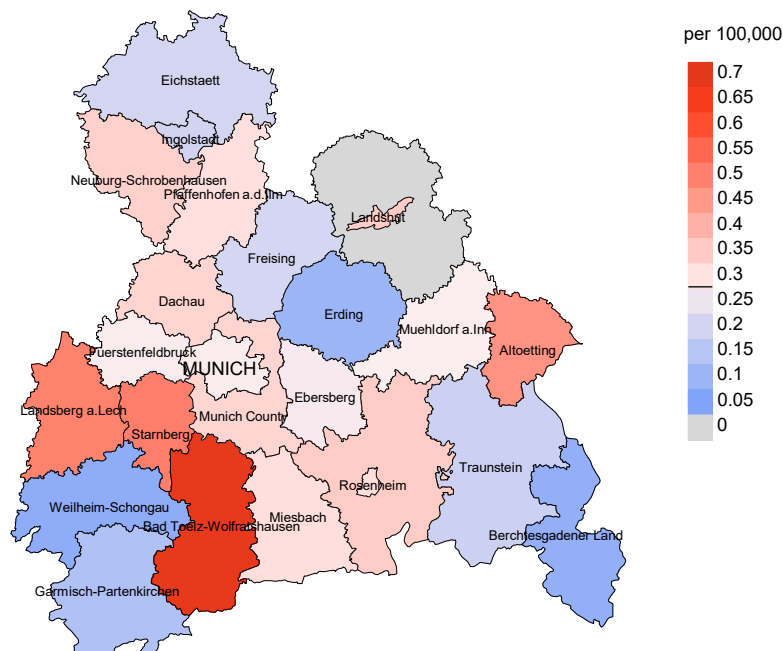 per 100,000
0.7
0.65
0.6
0.55
0.5
0.45
0.4
0.35
0.3
0.25
0.2
0.15
0.1
0.05
0
Eichstaett
Ingolstadt
Neuburg-Schrobenhausen
Pfaffenhofen a.d.Ilm
Landshut
Freising
Dachau
Erding
Muehldorf a.Inn
Fuerstenfeldbruck
Altoetting
MUNICH
Ebersberg
Landsberg a.Lech
Munich County
Starnberg
Traunstein
Rosenheim
Weilheim-Schongau
Miesbach
Bad Toelz-Wolfratshausen
Berchtesgadener Land
Garmisch-Partenkirchen